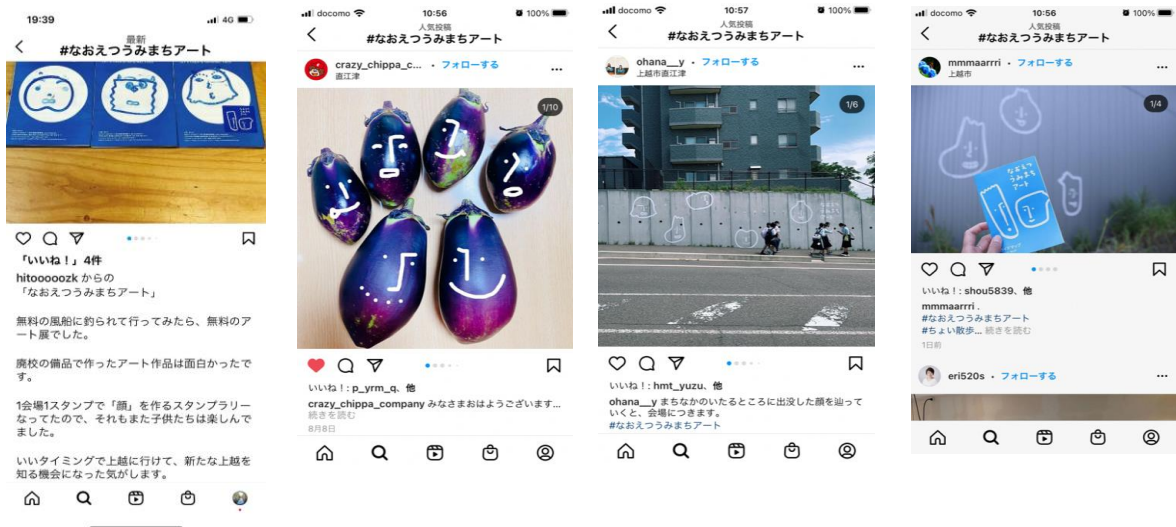 19:39
4G
最新
#なおえつうみまちアート
「いいね！」4件
hitooooozk からの
「なおえつうみまちアート」
無料の風船に釣られて行ってみたら、無料のア
ート展でした。
廃校の備品で作ったアート作品は面白かったで
す。
1会場1スタンプで「顔」を作るスタンプラリー
なってたので、それもまた子供たちは楽しんで
ました。
いいタイミングで上越に行けて、新たな上越を
知る機会になった気がします。
docomo 10:56 100%
人気投稿
#なおえつうみまちアート
crazy_chippa_c... • フォローする
直江津
1/10
いいね！: p_yrm_q、他
crazy_chippa_company みなさまおはようございます...
続きを読む
8月8日
docomo 10:57 100%
人気投稿
#なおえつうみまちアート
ohana__y • フォローする
上越市直江津
1/6
なおえつ
うみまち
アート
いいね！: hmt_yuzu、他
ohana__y まちなかのいたるところに出没した顔を辿って
いくと、会場につきます。
#なおえつうみまちアート
docomo 10:56 100%
人気投稿
#なおえつうみまちアート
mmmaarrri • フォローする
上越市
1/4
なおえつ
うみまち
アート
いいね！: shou5839、他
mmmaarrri .
#なおえつうみまちアート
#ちょい散歩... 続きを読む
1日前
eri520s • フォローする